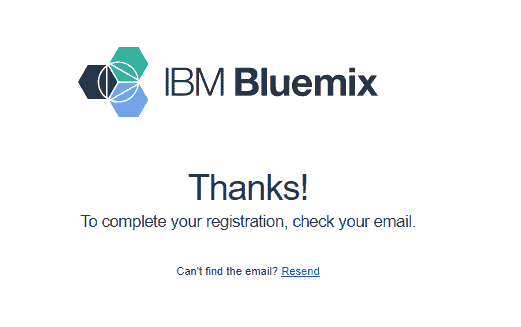 IBM Bluemix
Thanks!
To complete your registration, check your email.
Can't find the email? Resend